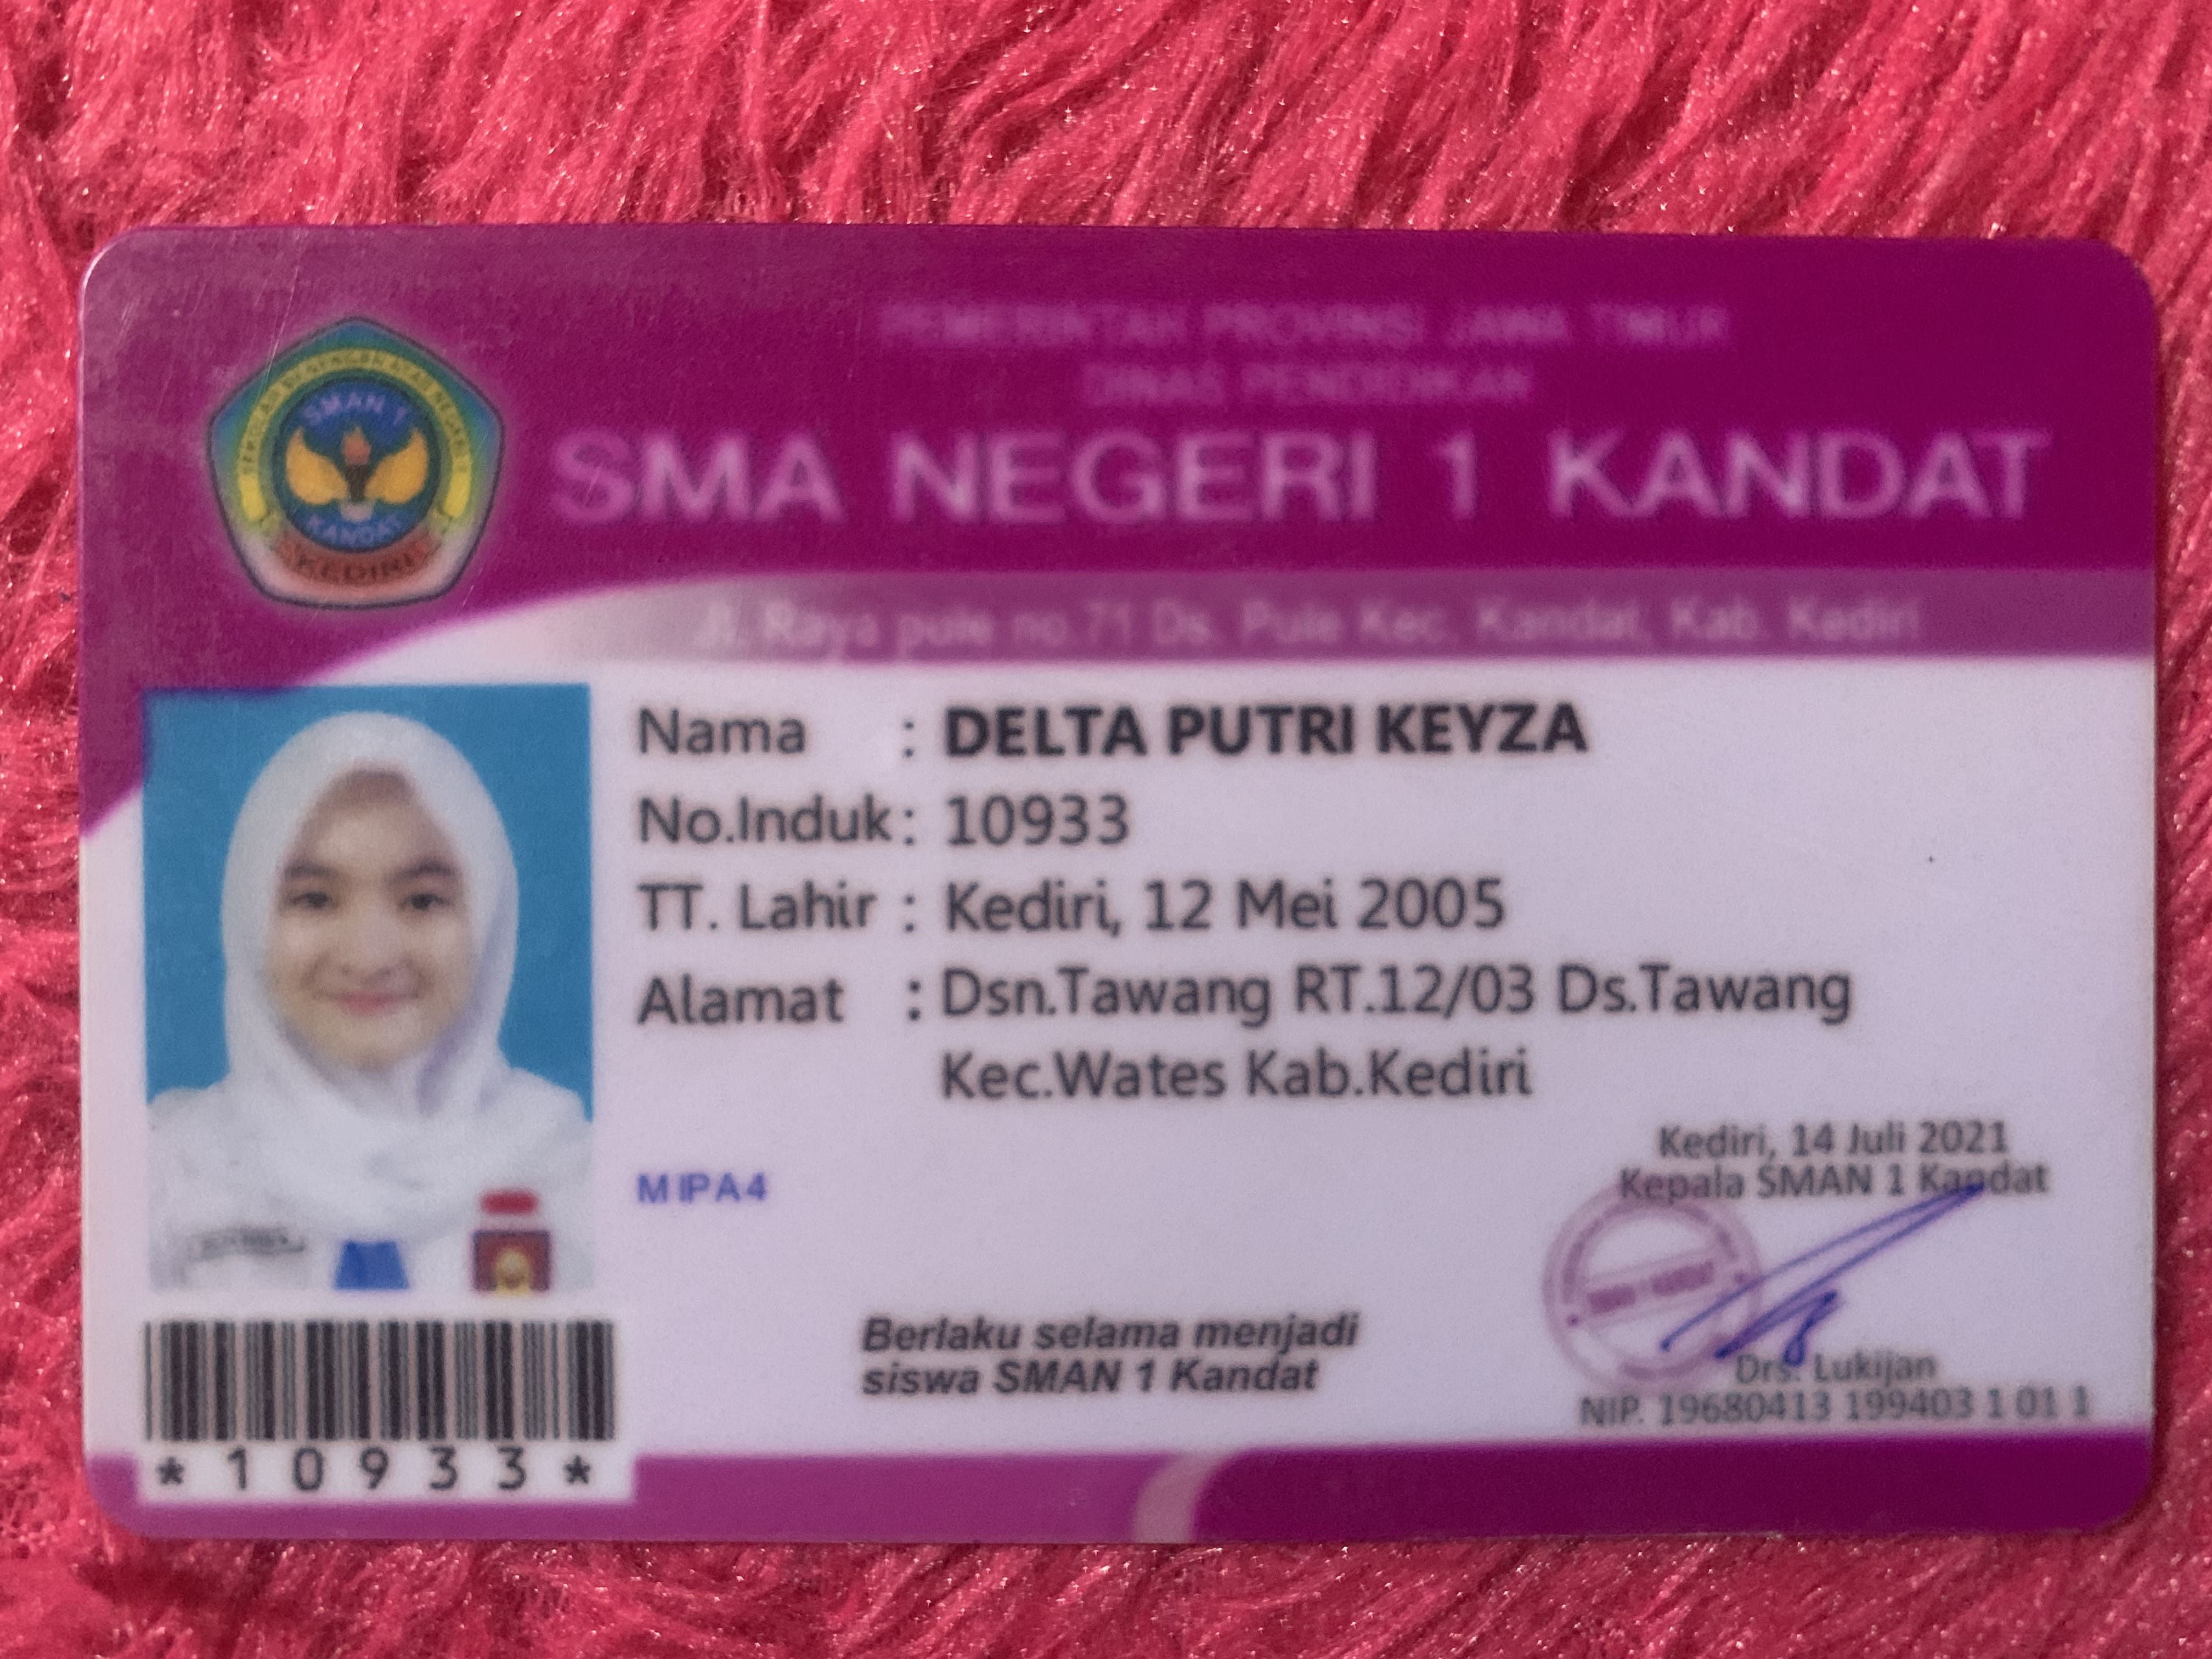 PEMERINTAH PROVINSI JAWA TIMUR
DINAS PENDIDIKAN
SMA NEGERI 1 KANDAT
Jl. Raya pule no.71 Ds. Pule Kec. Kandat, Kab. Kediri
SMAN 1
KANDAT
KEDIRI
Nama : DELTA PUTRI KEYZA
No.Induk : 10933
TT. Lahir : Kediri, 12 Mei 2005
Alamat : Dsn.Tawang RT.12/03 Ds.Tawang
Kec.Wates Kab.Kediri
MIPA4
Kediri, 14 Juli 2021
Kepala SMAN 1 Kandat
Berlaku selama menjadi
siswa SMAN 1 Kandat
Drs. Lukijan
NIP. 19680413 199403 1 01 1
*10933*